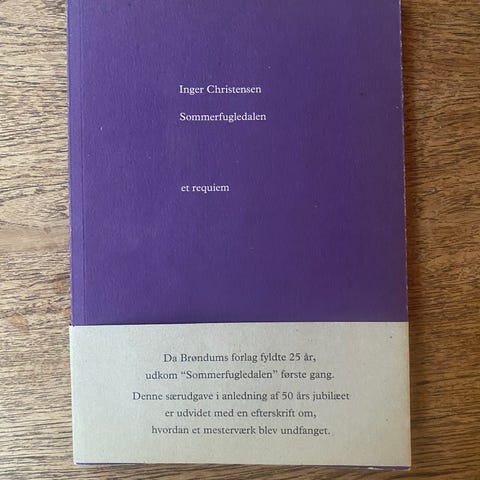 Inger Christensen
Sommerfugledalen
et requiem
Da Brøndums forlag fyldte 25 år,
udkom “Sommerfugledalen” første gang.
Denne særudgave i anledning af 50 års jubilæet
er udvidet med en efterskrift om,
hvordan et mesterværk blev undfanget.